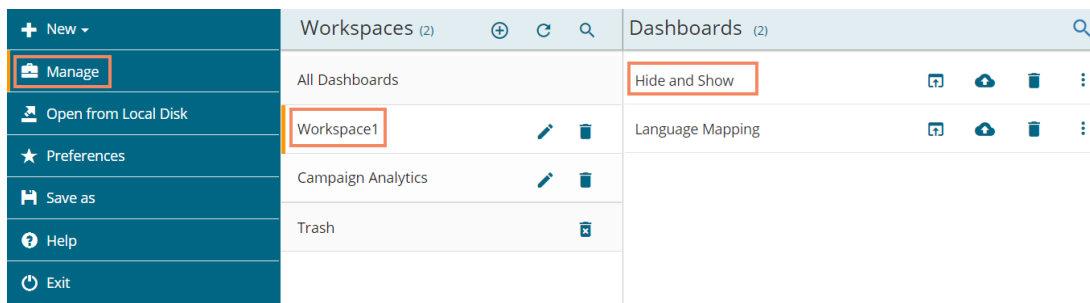 New
Manage
Open from Local Disk
Preferences
Save as
Help
Exit
Workspaces (2)
All Dashboards
Workspace1
Campaign Analytics
Trash
Dashboards (2)
Hide and Show
Language Mapping